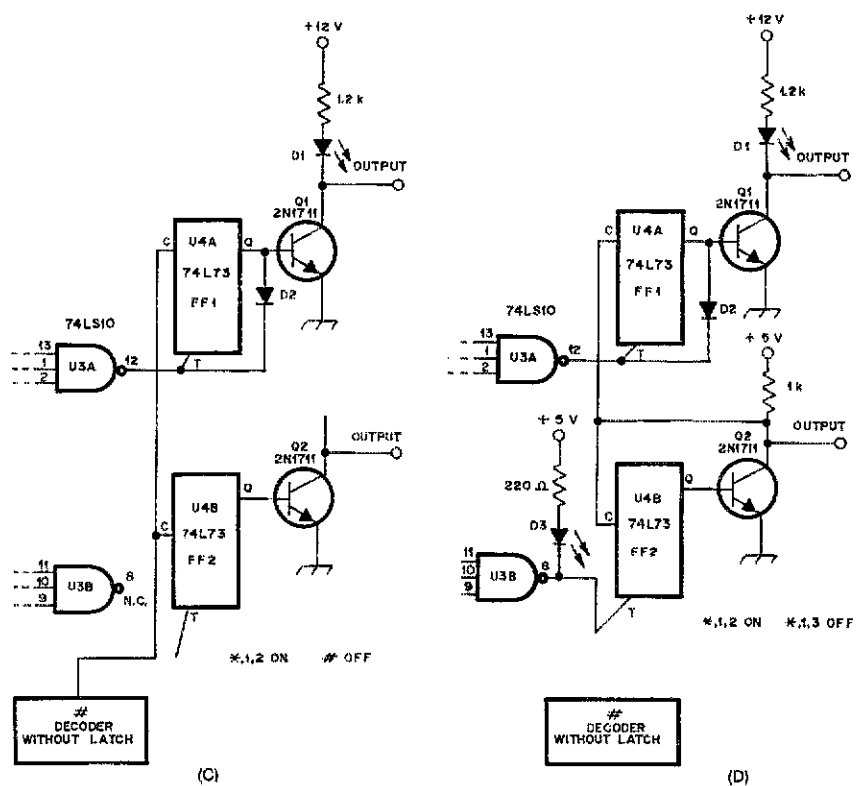 +12 V
1.2 k
D1
OUTPUT
Q1
2N1711
C
U4A
Q
74L73
FF1
D2
74LS10
13
1
2
U3A
12
T
OUTPUT
Q2
2N1711
C
U4B
Q
74L73
FF2
11
10
9
U3B
8
N.C.
T
*,1,2 ON # OFF
#
DECODER
WITHOUT LATCH
(C)
+12 V
1.2k
D1
OUTPUT
Q1
2N1711
C
U4A
Q
74L73
FF1
D2
74LS10
13
1
2
U3A
12
T
+ 5 V
1 k
OUTPUT
Q2
2N1711
+ 5 V
220 Ω
D3
C
U4B
Q
74L73
FF2
11
10
9
U3B
8
T
*,1,2 ON *,1,3 OFF
#
DECODER
WITHOUT LATCH
(D)